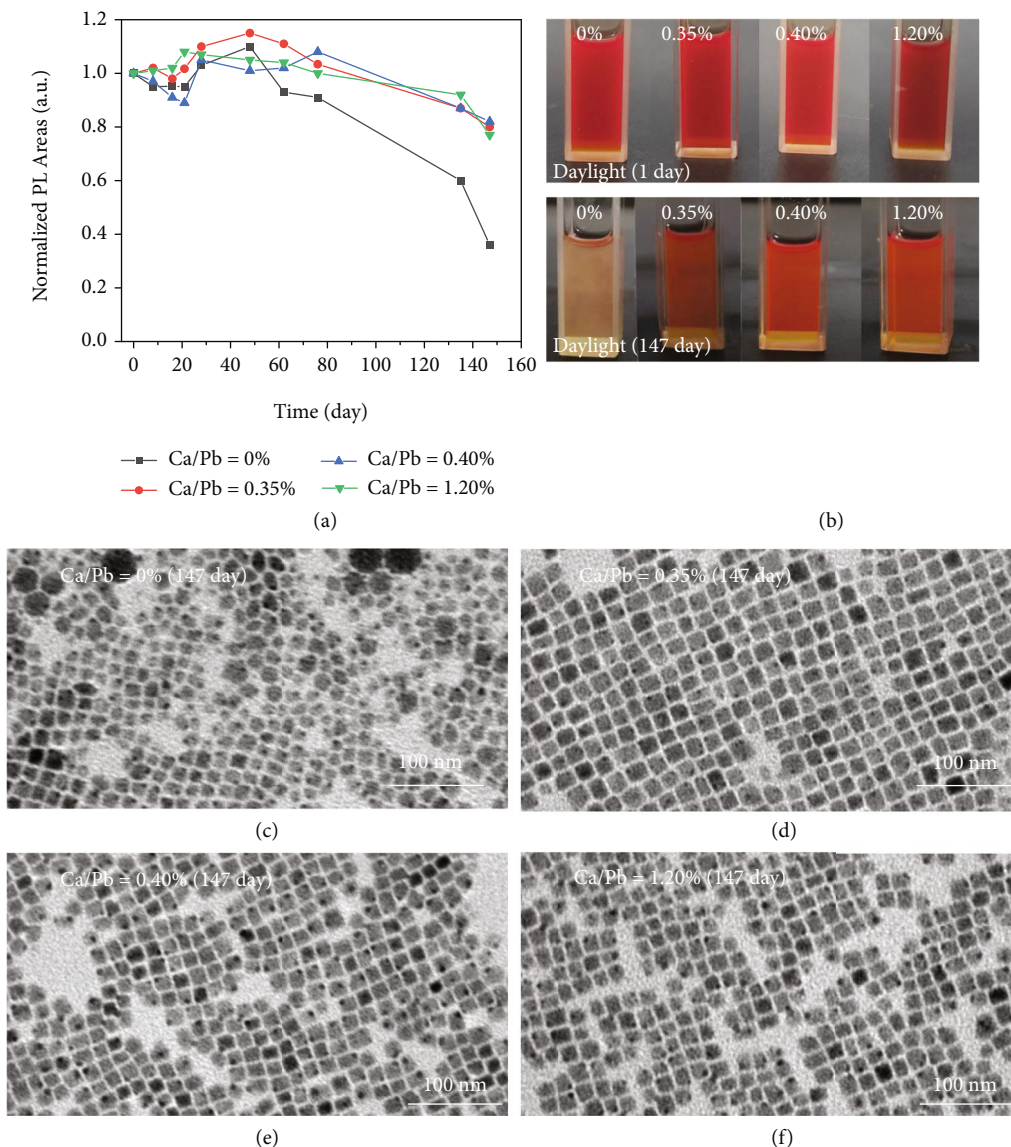 1.2
1.0
0.8
0.6
0.4
1.2
0.0
Normalized PL Areas (a.u.)
0 20 40 60 80 100 120 140 160
Time (day)
Ca/Pb = 0% Ca/Pb = 0.40%
Ca/Pb = 0.35% Ca/Pb = 1.20%
(a)
0% 0.35% 0.40% 1.20%
Daylight (1 day)
0% 0.35% 0.40% 1.20%
Daylight (147 day)
(b)
Ca/Pb = 0% (147 day)
100 nm
(c)
Ca/Pb = 0.35% (147 day)
100 nm
(d)
Ca/Pb = 0.40% (147 day)
100 nm
(e)
Ca/Pb = 1.20% (147 day)
100 nm
(f)